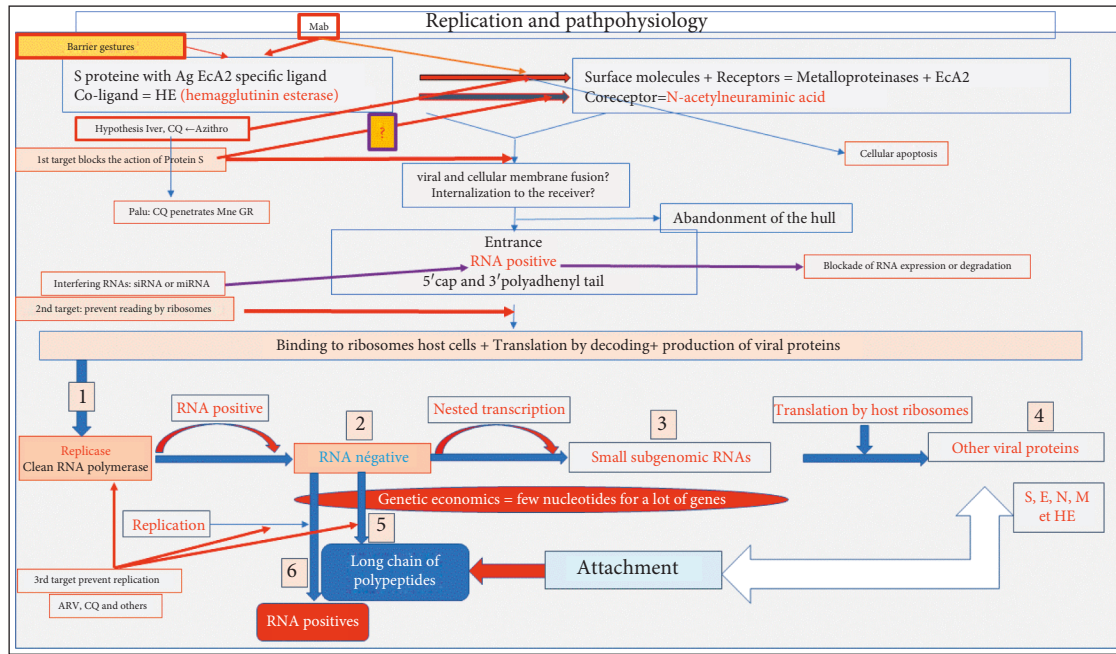 Replication and pathpohysiology
Mab
Barrier gestures
S proteine with Ag EcA2 specific ligand
Co-ligand = HE (hemagglutinin esterase)
Surface molecules + Receptors = Metalloproteinases + EcA2
Coreceptor=N-acetylneuraminic acid
Hypothesis Iver, CQ ←Azithro
?
1st target blocks the action of Protein S
Cellular apoptosis
viral and cellular membrane fusion?
Internalization to the receiver?
Palu: CQ penetrates Mne GR
Abandonment of the hull
Entrance
RNA positive
5′cap and 3′polyadhenyl tail
Interfering RNAs: siRNA or miRNA
Blockade of RNA expression or degradation
2nd target: prevent reading by ribosomes
Binding to ribosomes host cells + Translation by decoding+ production of viral proteins
1
RNA positive
2
Nested transcription
3
Translation by host ribosomes
4
Replicase
Clean RNA polymerase
RNA négative
Small subgenomic RNAs
Other viral proteins
Genetic economics = few nucleotides for a lot of genes
S, E, N, M
et HE
Replication
5
6
Long chain of
polypeptides
Attachment
3rd target prevent replication
ARV, CQ and others
RNA positives